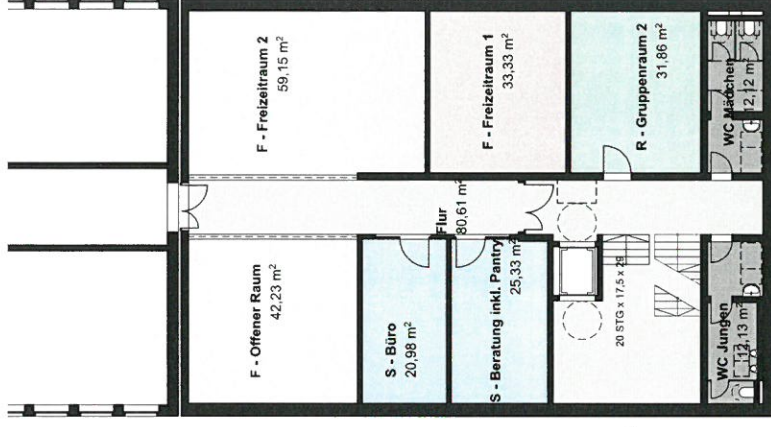 F - Freizeitraum 2
59,15 m²
F - Freizeitraum 1
33,33 m²
R - Gruppenraum 2
31,86 m²
WC Mädchen
12,12 m²
Flur
80,61 m²
F - Offener Raum
42,23 m²
S - Büro
20,98 m²
S - Beratung inkl. Pantry
25,33 m²
20 STG x 17,5 x 29
WC Jungen
12,13 m²